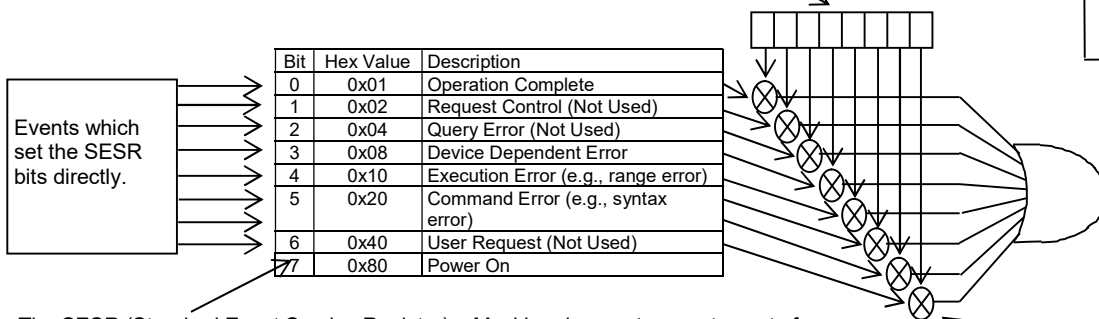 Events which
set the SESR
bits directly.
Bit Hex Value Description
0 0x01 Operation Complete
1 0x02 Request Control (Not Used)
2 0x04 Query Error (Not Used)
3 0x08 Device Dependent Error
4 0x10 Execution Error (e.g., range error)
5 0x20 Command Error (e.g., syntax
error)
6 0x40 User Request (Not Used)
7 0x80 Power On